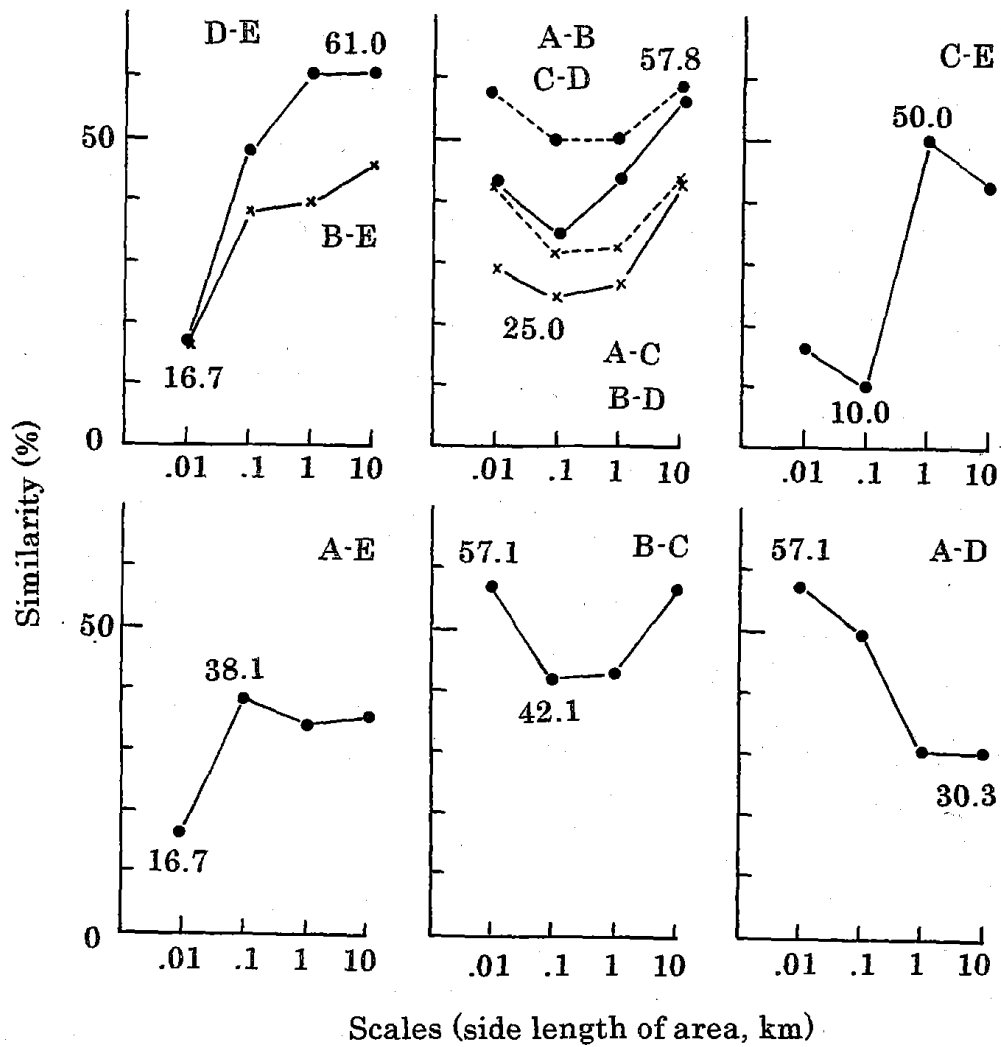 D-E
61.0
50
B-E
16.7
0
.01 .1 1 10
A-B
C-D
57.8
25.0
A-C
B-D
.01 .1 1 10
C-E
50.0
10.0
.01 .1 1 10
Similarity (%)
A-E
50
38.1
16.7
0
.01 .1 1 10
57.1
B-C
42.1
.01 .1 1 10
57.1
A-D
30.3
.01 .1 1 10
Scales (side length of area, km)